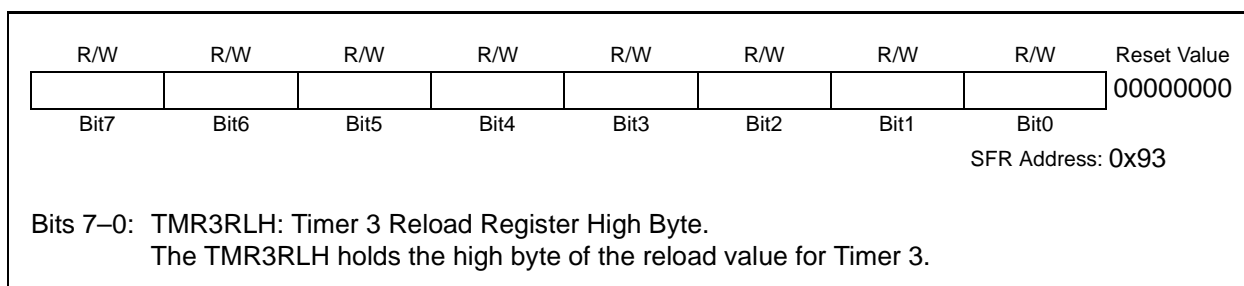 R/W R/W R/W R/W R/W R/W R/W R/W Reset Value
00000000
Bit7 Bit6 Bit5 Bit4 Bit3 Bit2 Bit1 Bit0
SFR Address: 0x93
Bits 7–0: TMR3RLH: Timer 3 Reload Register High Byte.
The TMR3RLH holds the high byte of the reload value for Timer 3.